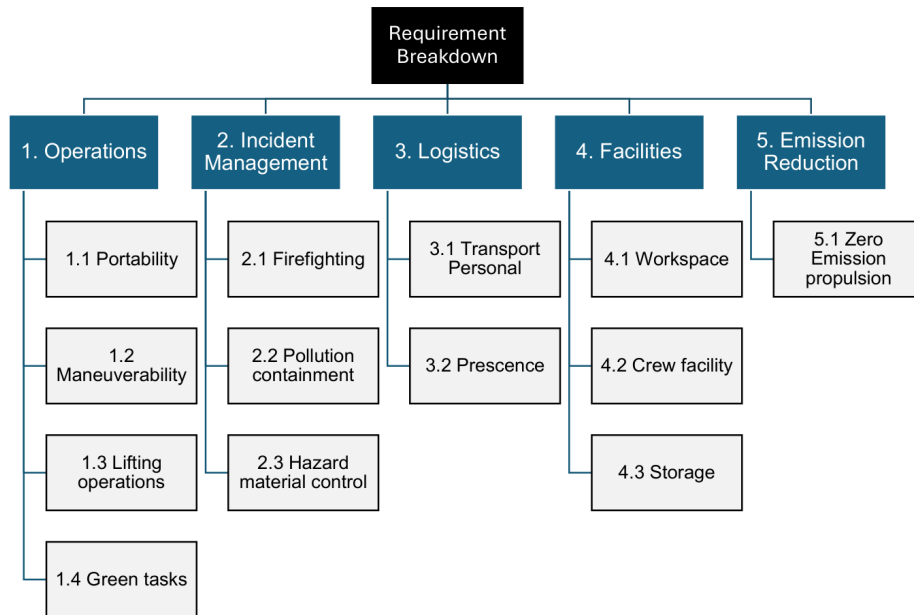 Requirement
Breakdown
1. Operations
2. Incident
Management
3. Logistics
4. Facilities
5. Emission
Reduction
1.1 Portability
1.2
Maneuverability
1.3 Lifting
operations
1.4 Green tasks
2.1 Firefighting
2.2 Pollution
containment
2.3 Hazard
material control
3.1 Transport
Personal
3.2 Prescence
4.1 Workspace
4.2 Crew facility
4.3 Storage
5.1 Zero
Emission
propulsion